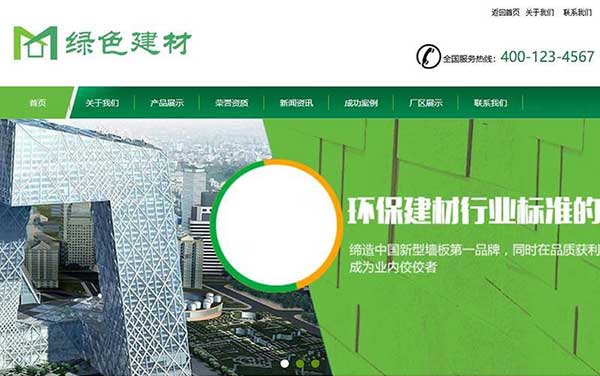 返回首页 关于我们 联系我们
绿色建材
全国服务热线: 400-123-4567
首页 关于我们 产品展示 荣誉资质 新闻资讯 成功案例 厂区展示 联系我们
环保建材行业标准的
缔造中国新型墙板第一品牌，同时在品质获利
成为业内佼佼者